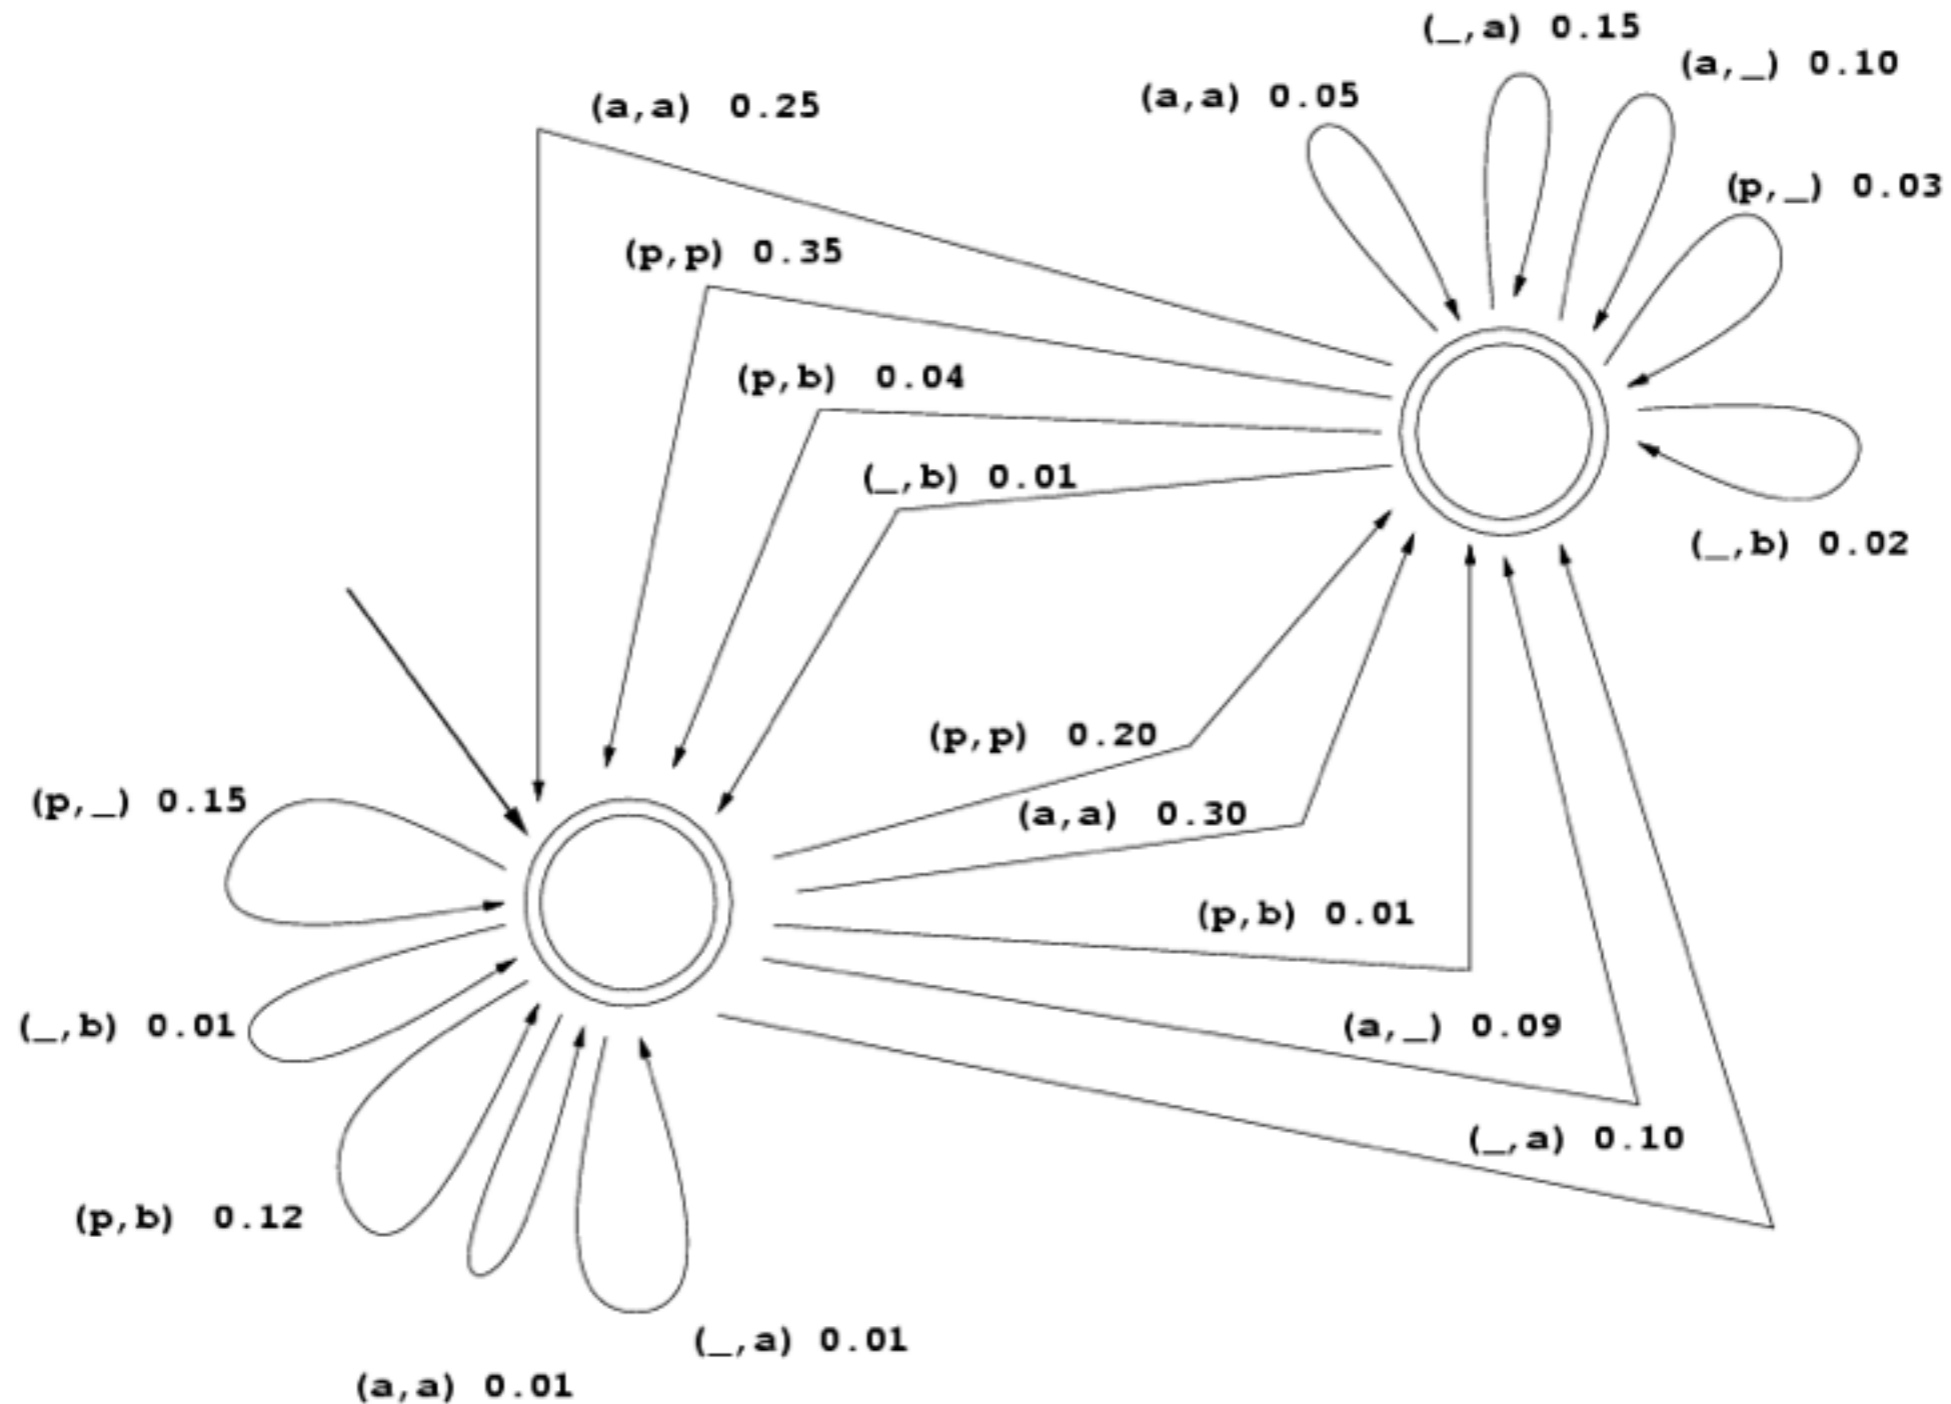 (_,a) 0.15
(a,_) 0.10
(a,a) 0.05
(a,a) 0.25
(p,_) 0.03
(p,p) 0.35
(p,b) 0.04
(_,b) 0.01
(_,b) 0.02
(p,p) 0.20
(p,_) 0.15
(a,a) 0.30
(p,b) 0.01
(_,b) 0.01
(a,_) 0.09
(_,a) 0.10
(p,b) 0.12
(_,a) 0.01
(a,a) 0.01